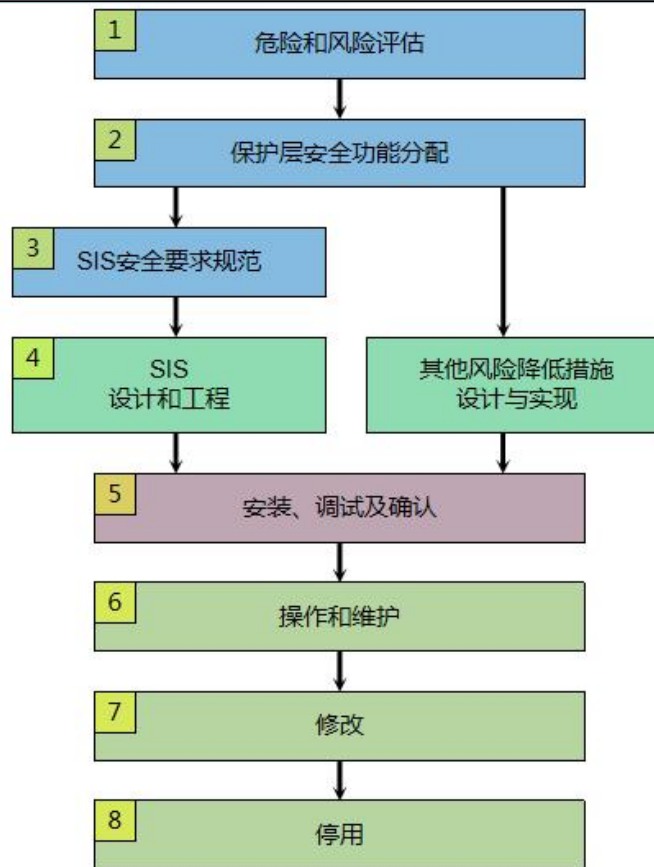 1
危险和风险评估
2
保护层安全功能分配
3
SIS安全要求规范
4
SIS
设计和工程
其他风险降低措施
设计与实现
5
安装、调试及确认
6
操作和维护
7
修改
8
停用